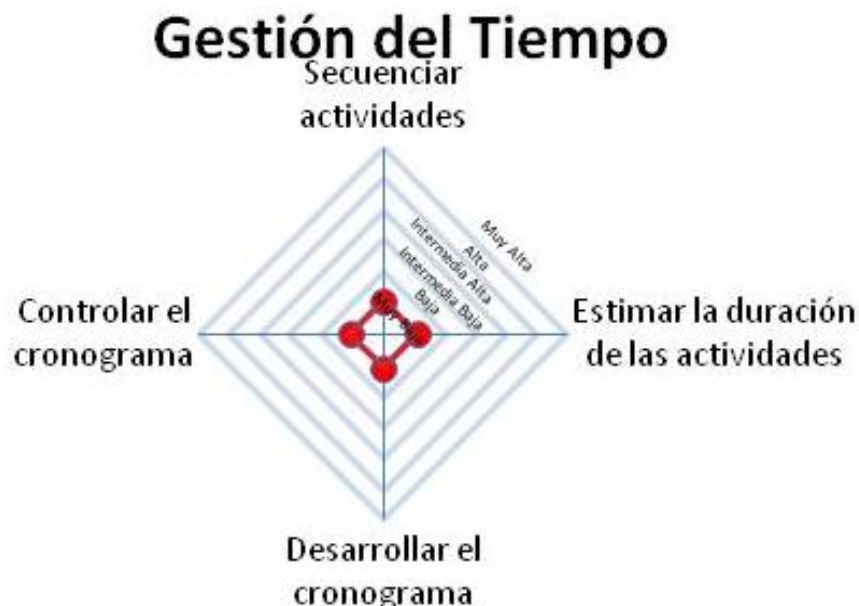 Gestión del Tiempo
Secuenciar
actividades
Muy Alta
Alta
Intermedia Alta
Intermedia Baja
Baja
Muy
Controlar el
cronograma
Estimar la duración
de las actividades
Desarrollar el
cronograma